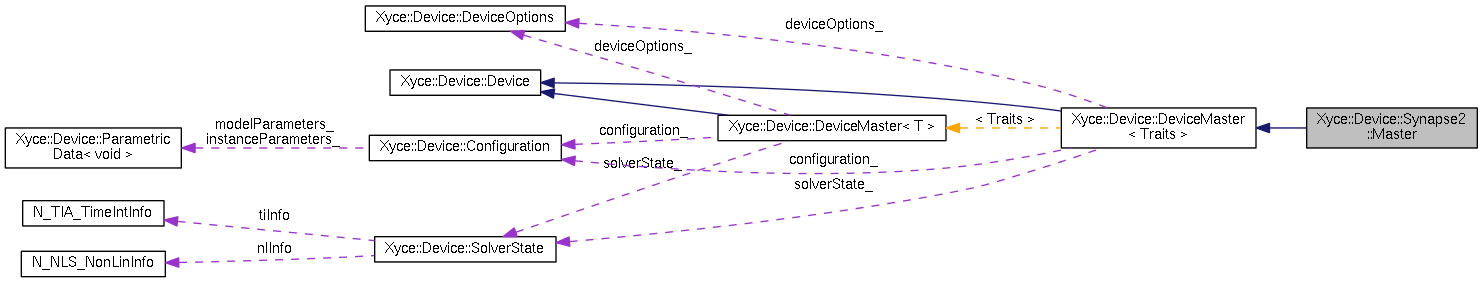 Xyce::Device::DeviceOptions
deviceOptions_
deviceOptions_
Xyce::Device::Device
Xyce::Device::Parametric
Data< void >
modelParameters_
instanceParameters_
Xyce::Device::Configuration
configuration_
Xyce::Device::DeviceMaster< T >
< Traits >
Xyce::Device::DeviceMaster
< Traits >
Xyce::Device::Synapse2
::Master
solverState_
configuration_
solverState_
N_TIA_TimeIntInfo
tiInfo
Xyce::Device::SolverState
nlInfo
N_NLS_NonLinInfo